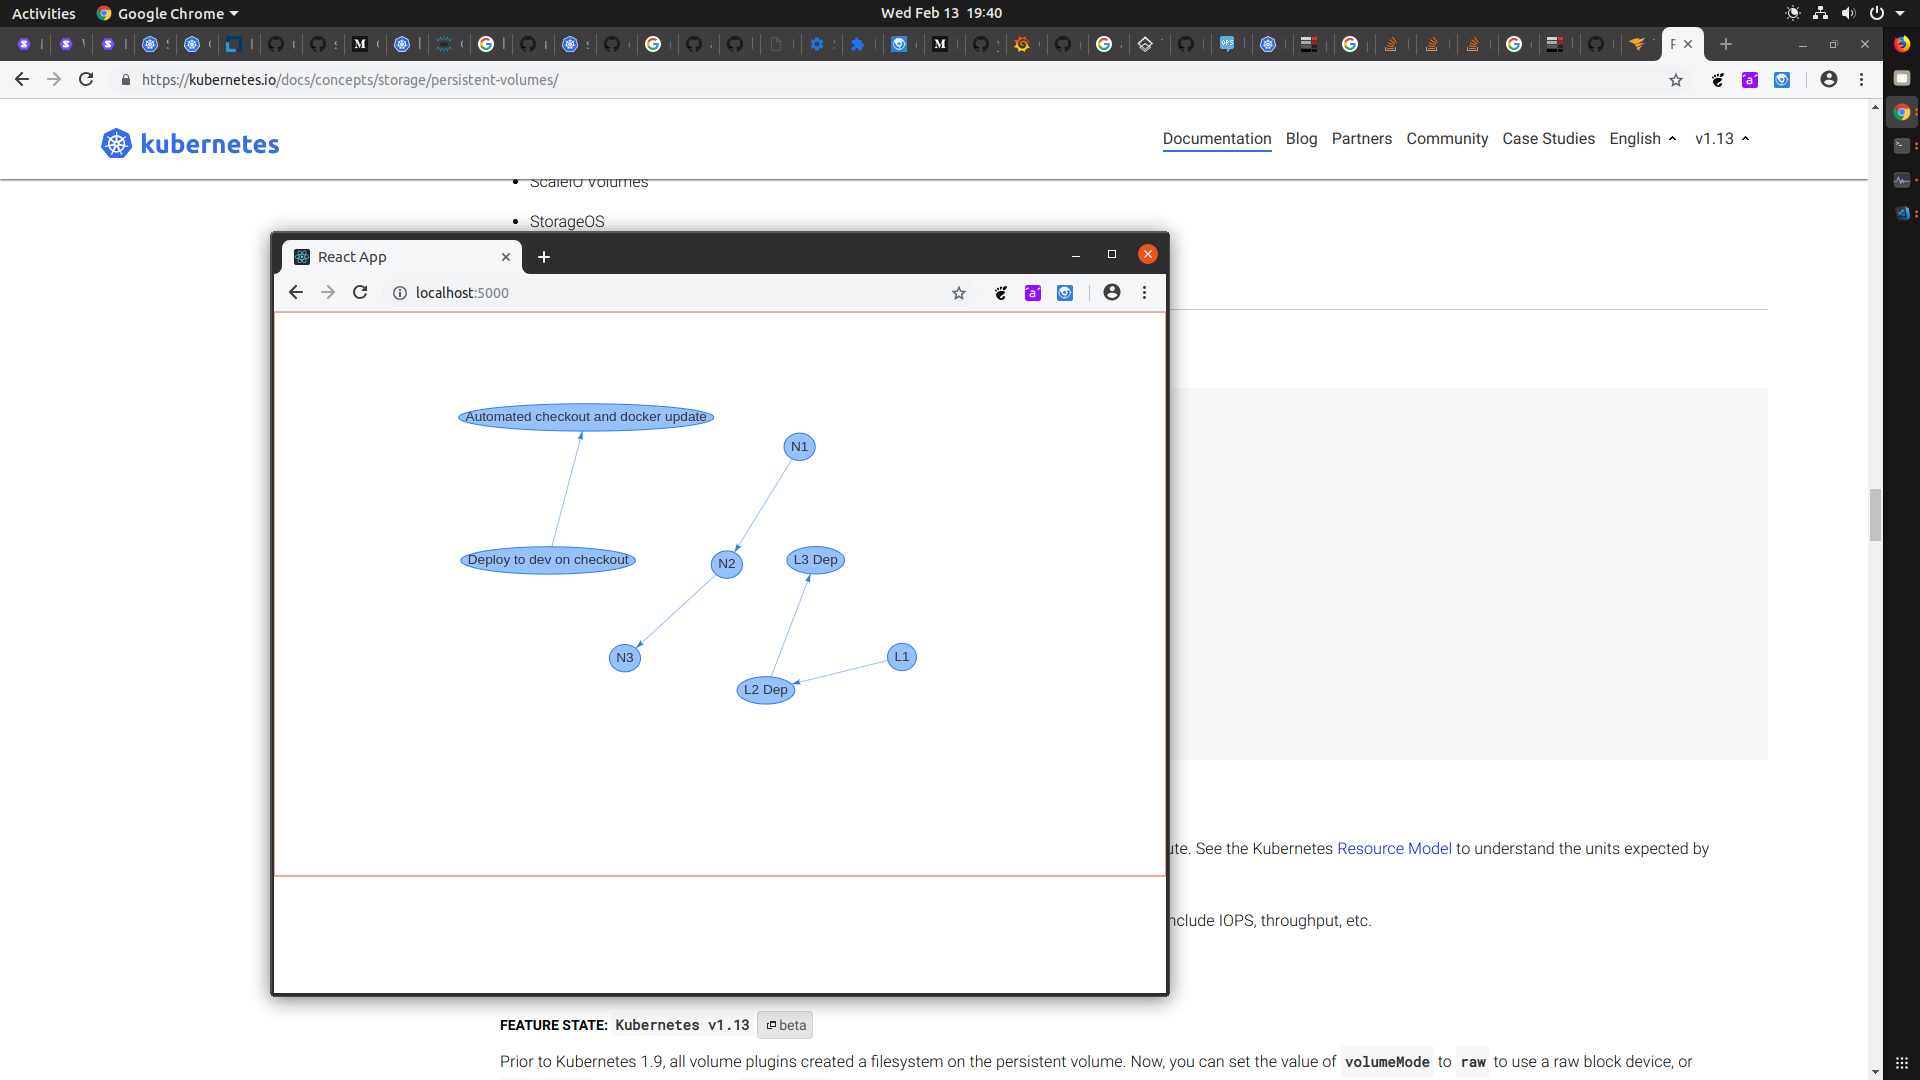 Activities
Google Chrome
Wed Feb 13 19:40
https://kubernetes.io/docs/concepts/storage/persistent-volumes/
kubernetes
Documentation
Blog
Partners
Community
Case Studies
English
v1.13
ScaleIO Volumes
StorageOS
React App
localhost:5000
Automated checkout and docker update
N1
Deploy to dev on checkout
N2
L3 Dep
N3
L1
L2 Dep
. See the Kubernetes Resource Model to understand the units expected by
IOPS, throughput, etc.
FEATURE STATE: Kubernetes v1.13 beta
Prior to Kubernetes 1.9, all volume plugins created a filesystem on the persistent volume. Now, you can set the value of volumeMode to raw to use a raw block device, or